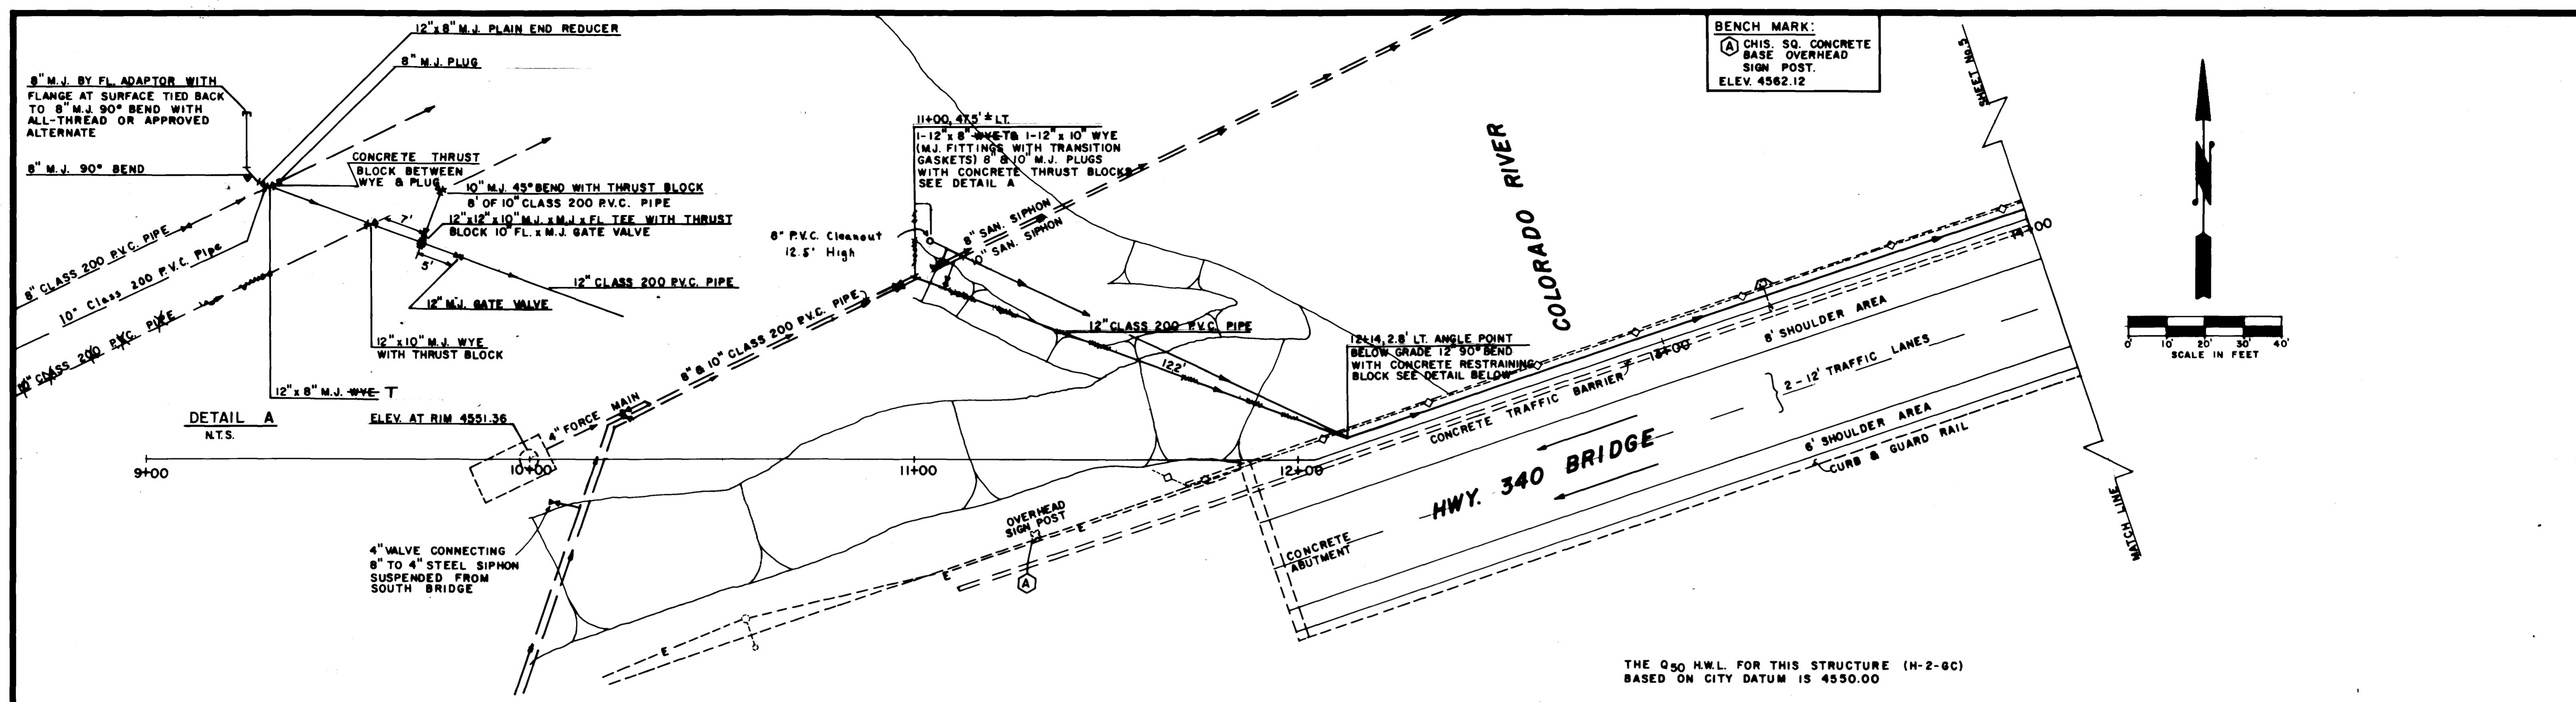 12"x8" M.J. PLAIN END REDUCER
8" M.J. PLUG
8" M.J. BY FL. ADAPTOR WITH
FLANGE AT SURFACE TIED BACK
TO 8" M.J. 90° BEND WITH
ALL-THREAD OR APPROVED
ALTERNATE
8" M.J. 90° BEND
CONCRETE THRUST
BLOCK BETWEEN
WYE & PLUG
10" M.J. 45° BEND WITH THRUST BLOCK
8' OF 10" CLASS 200 P.V.C. PIPE
12"x12"x10" M.J. x M.J. x FL TEE WITH THRUST
BLOCK 10" FL. x M.J. GATE VALVE
7'
5'
8" CLASS 200 P.V.C. PIPE
10" Class 200 P.V.C. Pipe
10" CLASS 200 P.V.C. PIPE
12" CLASS 200 P.V.C. PIPE
12" M.J. GATE VALVE
12"x10" M.J. WYE
WITH THRUST BLOCK
12"x8" M.J. WYE T
DETAIL A
N.T.S.
ELEV. AT RIM 4551.36
4" FORCE MAIN
8" & 10" CLASS 200 P.V.C. PIPE
9+00
10+00
11+00
12+00
13+00
14+00
4" VALVE CONNECTING
8" TO 4" STEEL SIPHON
SUSPENDED FROM
SOUTH BRIDGE
11+00, 47.5' ± LT.
1-12"x8" WYE T & 1-12"x10" WYE
(MJ. FITTINGS WITH TRANSITION
GASKETS) 8" & 10" M.J. PLUGS
WITH CONCRETE THRUST BLOCKS
SEE DETAIL A
8" P.V.C. Cleanout
12.5' High
8" SAN. SIPHON
10" SAN. SIPHON
12" CLASS 200 P.V.C. PIPE
122'
12+14, 2.8' LT. ANGLE POINT
BELOW GRADE 12" 90° BEND
WITH CONCRETE RESTRAINING
BLOCK SEE DETAIL BELOW
COLORADO RIVER
BENCH MARK:
A CHIS. SQ. CONCRETE
BASE OVERHEAD
SIGN POST.
ELEV. 4562.12
SHEET No. 5
MATCH LINE
N
0' 10' 20' 30' 40'
SCALE IN FEET
CONCRETE TRAFFIC BARRIER
8' SHOULDER AREA
2-12' TRAFFIC LANES
6' SHOULDER AREA
CURB & GUARD RAIL
HWY. 340 BRIDGE
CONCRETE
ABUTMENT
OVERHEAD
SIGN POST
A
E
E
E
THE Q50 H.W.L. FOR THIS STRUCTURE (H-2-GC)
BASED ON CITY DATUM IS 4550.00